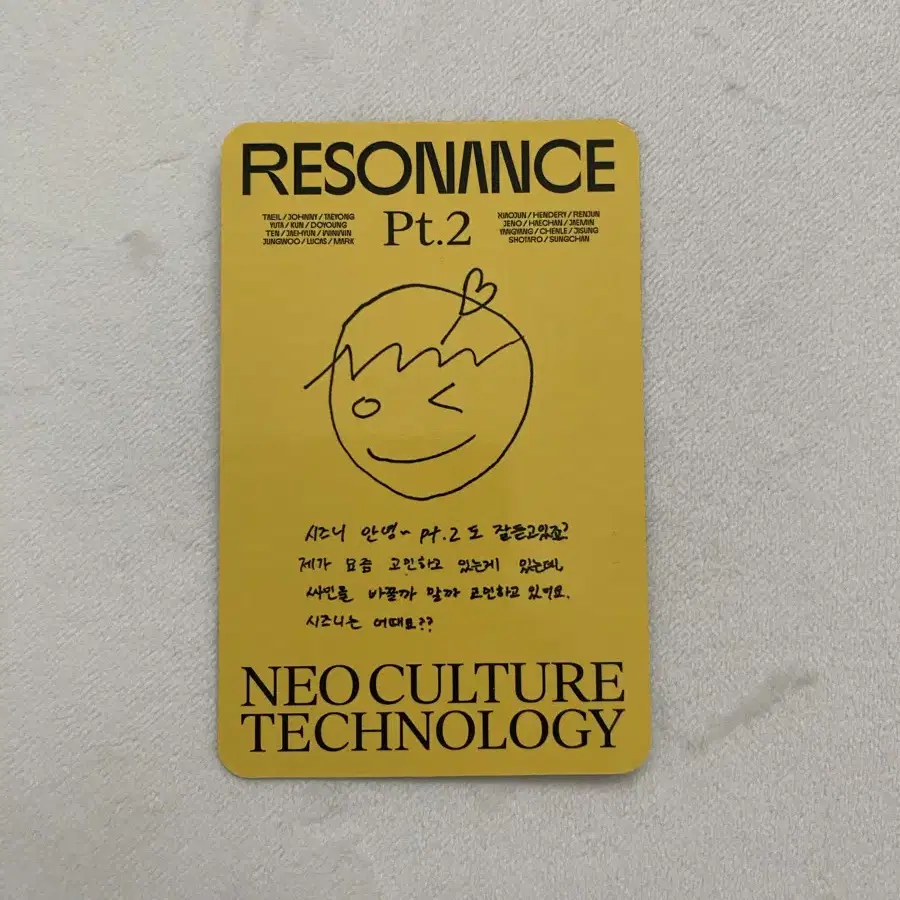 RESONANCE
Pt.2
TAEIL / JOHNNY / TAEYONG
YUTA / KUN / DOYOUNG
TEN / JAEHYUN / WINWIN
JUNGWOO / LUCAS / MARK
XIAOJUN / HENDERY / RENJUN
JENO / HAECHAN / JAEMIN
YANGYANG / CHENLE / JISUNG
SHOTARO / SUNGCHAN
시즈니 안녕~ pt.2 도 잘듣고있죠?
제가 요즘 고민하고 있는게 있는데,
싸인을 바꿀까 말까 고민하고 있어요.
시즈니는 어때요??
NEO CULTURE
TECHNOLOGY